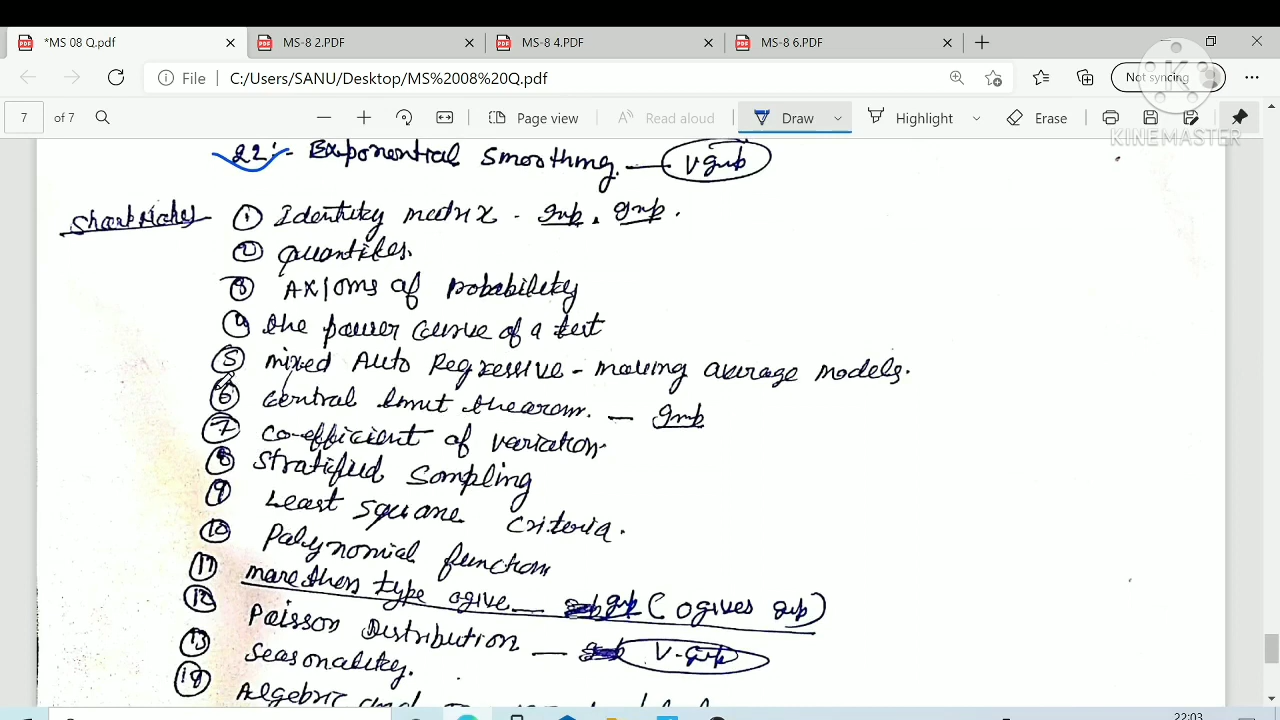 *MS 08 Q.pdf MS-8 2.PDF MS-8 4.PDF MS-8 6.PDF
File C:/Users/SANU/Desktop/MS%2008%20Q.pdf Not syncing
7 of 7 Page view Read aloud Draw Highlight Erase
K
KINEMASTER
22:- Exponential Smoothing. — V imp
Short Notes
① Identity matrix - imp. imp.
② quantiles.
③ Axioms of Probability
④ the power curve of a test
⑤ mixed Auto Regressive - moving average models.
⑥ central limit thearom. — imp
⑦ co-efficient of variation
⑧ Stratified Sampling
⑨ Least square criteria.
⑩ Polynomial function
⑪ more then type ogive — imp (ogives imp)
⑫ Poisson Distribution — V. imp
⑬ Seasonality.
⑭ Algebric and
22:03